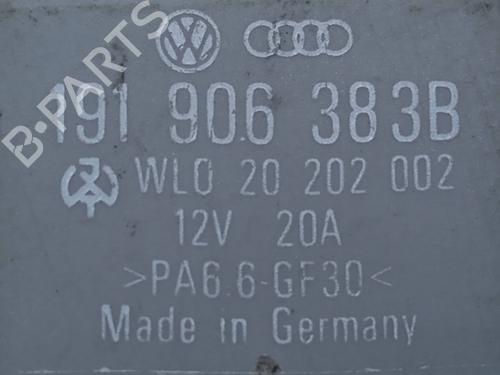 B-PARTS
191 906 383B
WLO 20 202 002
12V 20A
>PA6.6-GF30<
Made in Germany